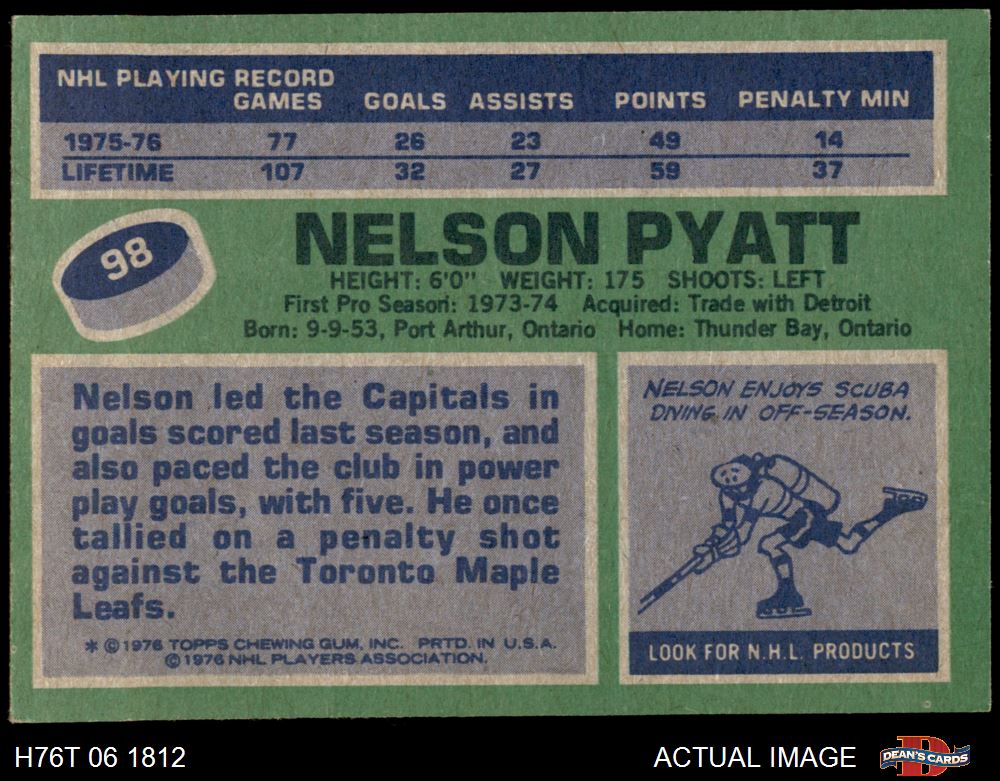 NHL PLAYING RECORD
GAMES GOALS ASSISTS POINTS PENALTY MIN
1975-76 77 26 23 49 14
LIFETIME 107 32 27 59 37
98
NELSON PYATT
HEIGHT: 6'0" WEIGHT: 175 SHOOTS: LEFT
First Pro Season: 1973-74 Acquired: Trade with Detroit
Born: 9-9-53, Port Arthur, Ontario Home: Thunder Bay, Ontario
Nelson led the Capitals in
goals scored last season, and
also paced the club in power
play goals, with five. He once
tallied on a penalty shot
against the Toronto Maple
Leafs.
* ©1976 TOPPS CHEWING GUM, INC. PRTD. IN U.S.A.
©1976 NHL PLAYERS ASSOCIATION.
NELSON ENJOYS SCUBA
DIVING IN OFF-SEASON.
LOOK FOR N.H.L. PRODUCTS
H76T 06 1812
ACTUAL IMAGE
D
DEAN'S CARDS